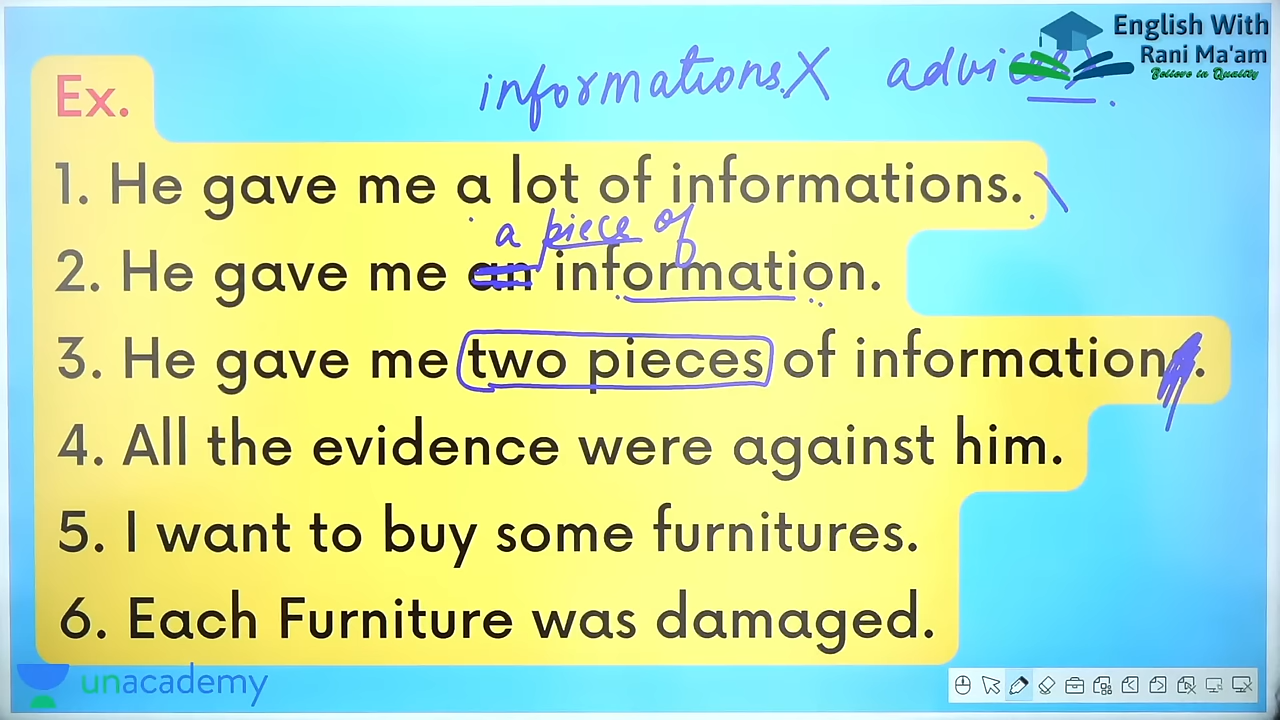 English With
Rani Ma'am
Believe in Quality
informations. X advices.
Ex.
1. He gave me a lot of informations.
a piece of
2. He gave me an information.
3. He gave me two pieces of information.
4. All the evidence were against him.
5. I want to buy some furnitures.
6. Each Furniture was damaged.
unacademy